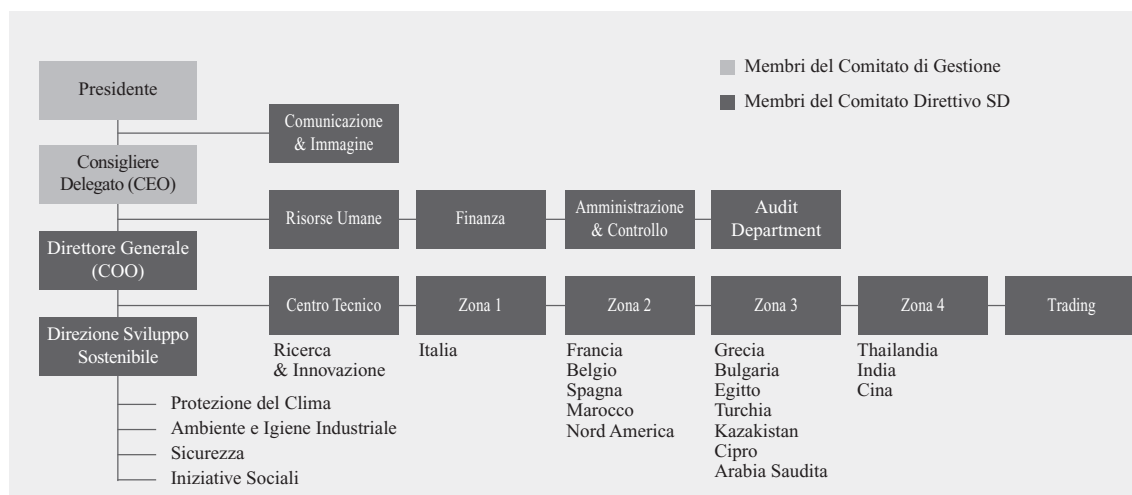 Presidente
Membri del Comitato di Gestione
Membri del Comitato Direttivo SD
Comunicazione
& Immagine
Consigliere
Delegato (CEO)
Risorse Umane
Finanza
Amministrazione
& Controllo
Audit
Department
Direttore Generale
(COO)
Centro Tecnico
Zona 1
Zona 2
Zona 3
Zona 4
Trading
Direzione Sviluppo
Sostenibile
Ricerca
& Innovazione
Italia
Francia
Belgio
Spagna
Marocco
Nord America
Grecia
Bulgaria
Egitto
Turchia
Kazakistan
Cipro
Arabia Saudita
Thailandia
India
Cina
Protezione del Clima
Ambiente e Igiene Industriale
Sicurezza
Iniziative Sociali